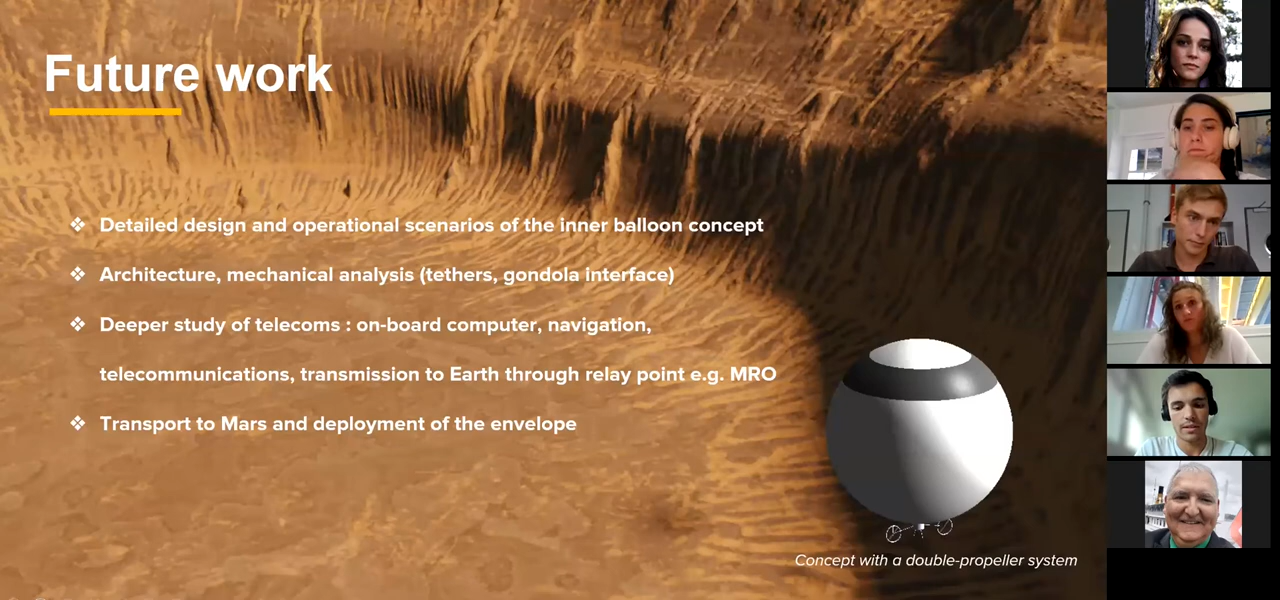 Future work
❖ Detailed design and operational scenarios of the inner balloon concept
❖ Architecture, mechanical analysis (tethers, gondola interface)
❖ Deeper study of telecoms : on-board computer, navigation,
telecommunications, transmission to Earth through relay point e.g. MRO
❖ Transport to Mars and deployment of the envelope
Concept with a double-propeller system